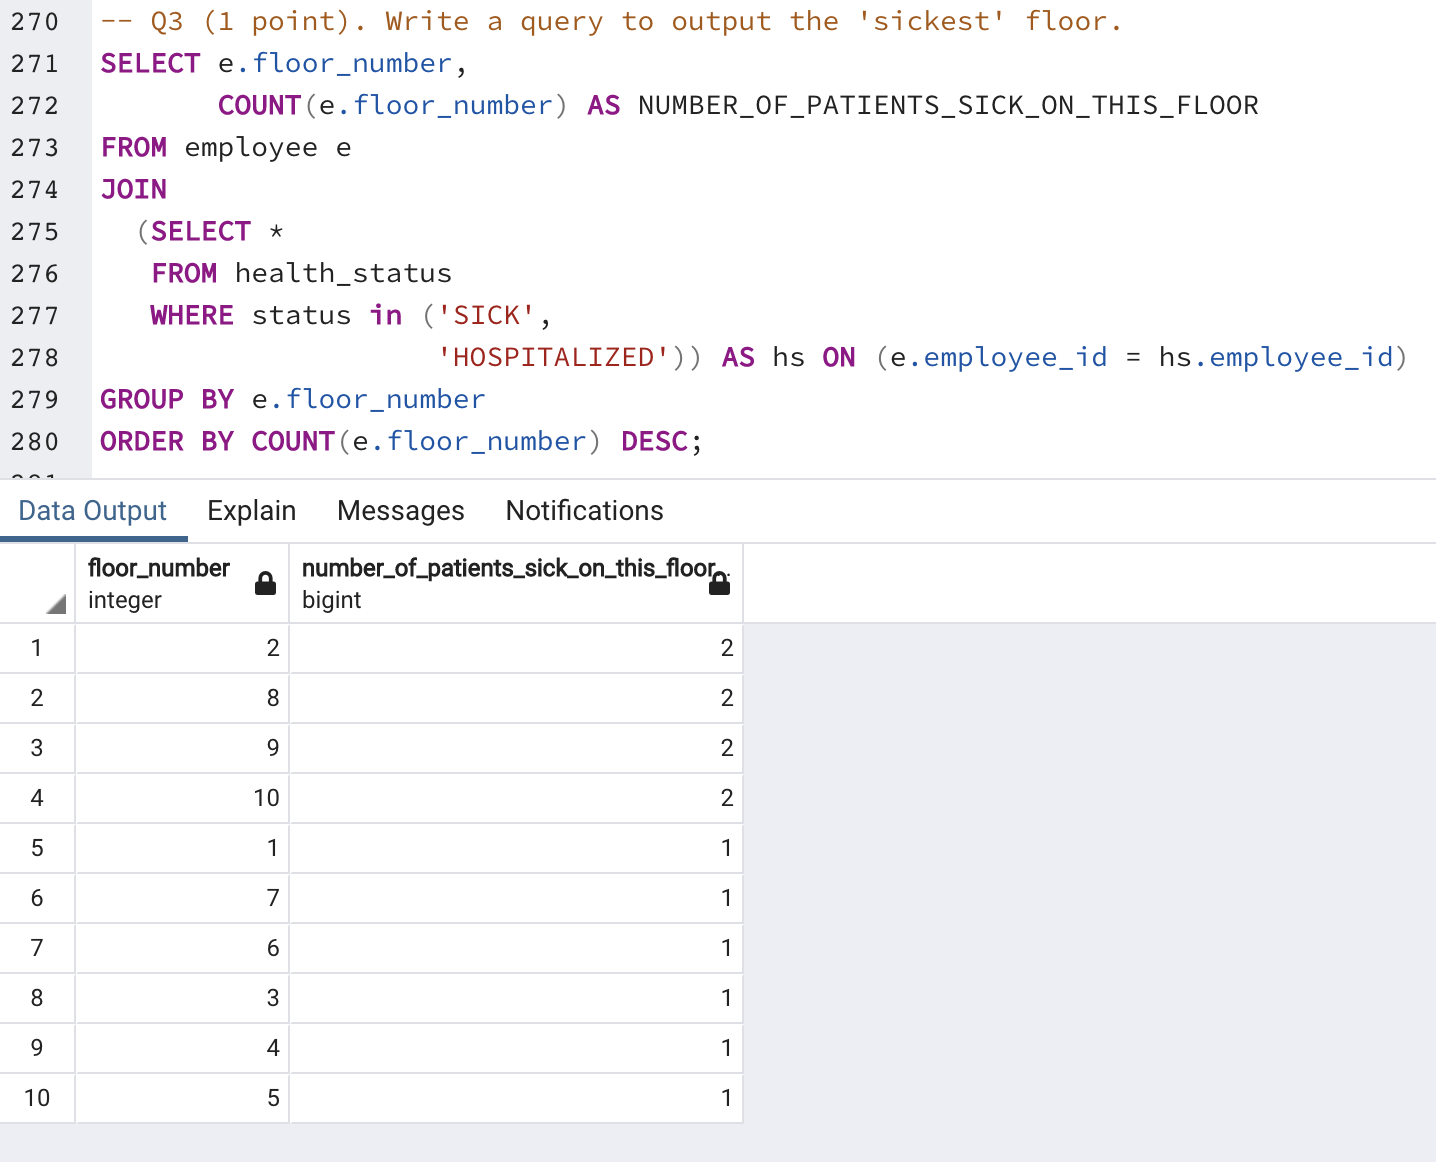 270 -- Q3 (1 point). Write a query to output the 'sickest' floor.
271 SELECT e.floor_number,
272 COUNT(e.floor_number) AS NUMBER_OF_PATIENTS_SICK_ON_THIS_FLOOR
273 FROM employee e
274 JOIN
275 (SELECT *
276 FROM health_status
277 WHERE status in ('SICK',
278 'HOSPITALIZED')) AS hs ON (e.employee_id = hs.employee_id)
279 GROUP BY e.floor_number
280 ORDER BY COUNT(e.floor_number) DESC;
Data Output Explain Messages Notifications
floor_number number_of_patients_sick_on_this_floor
integer bigint
1 2 2
2 8 2
3 9 2
4 10 2
5 1 1
6 7 1
7 6 1
8 3 1
9 4 1
10 5 1